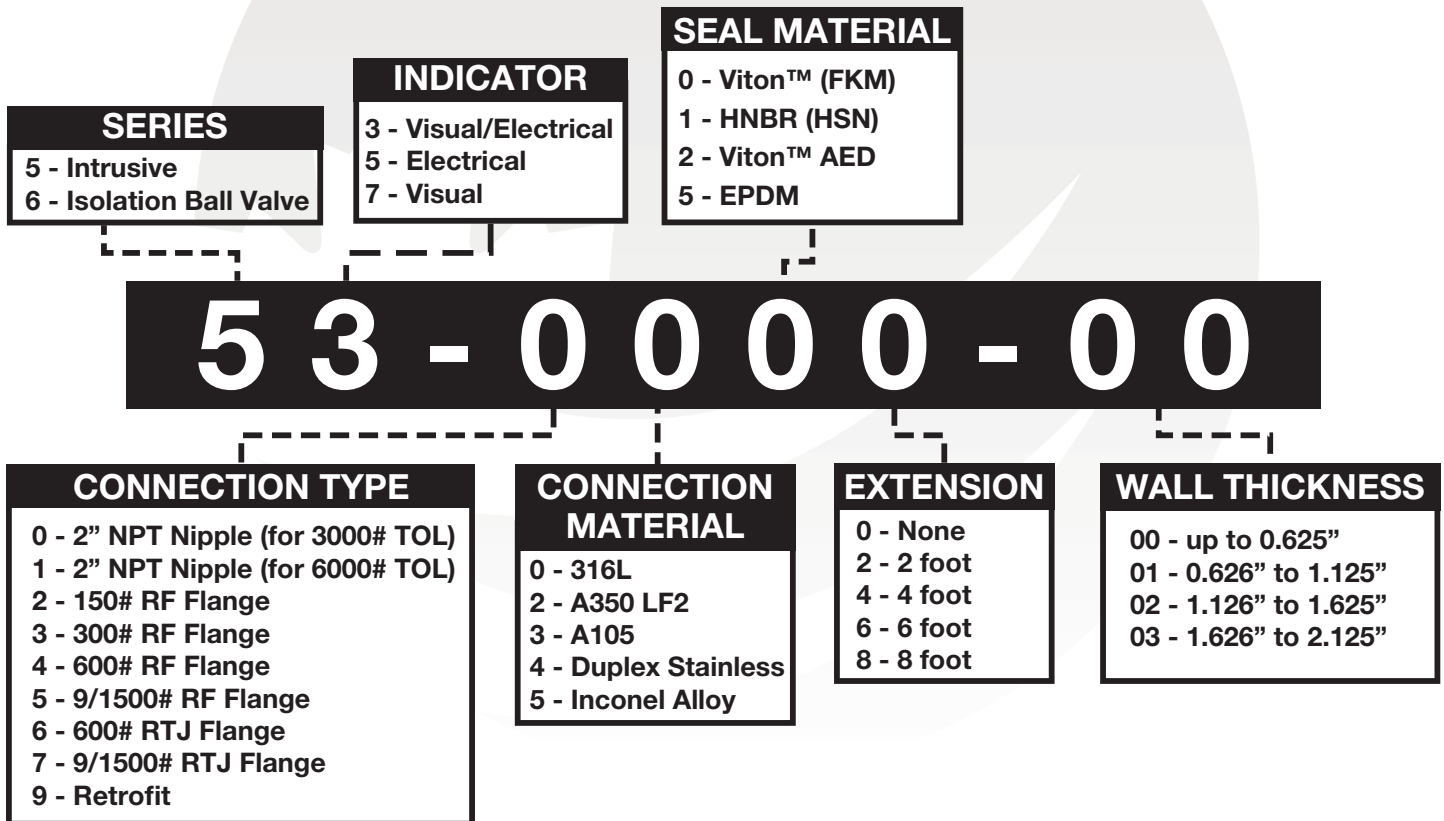 SERIES
5 - Intrusive
6 - Isolation Ball Valve
INDICATOR
3 - Visual/Electrical
5 - Electrical
7 - Visual
SEAL MATERIAL
0 - Viton™ (FKM)
1 - HNBR (HSN)
2 - Viton™ AED
5 - EPDM
5 3 - 0 0 0 0 - 0 0
CONNECTION TYPE
0 - 2” NPT Nipple (for 3000# TOL)
1 - 2” NPT Nipple (for 6000# TOL)
2 - 150# RF Flange
3 - 300# RF Flange
4 - 600# RF Flange
5 - 9/1500# RF Flange
6 - 600# RTJ Flange
7 - 9/1500# RTJ Flange
9 - Retrofit
CONNECTION
MATERIAL
0 - 316L
2 - A350 LF2
3 - A105
4 - Duplex Stainless
5 - Inconel Alloy
EXTENSION
0 - None
2 - 2 foot
4 - 4 foot
6 - 6 foot
8 - 8 foot
WALL THICKNESS
00 - up to 0.625”
01 - 0.626” to 1.125”
02 - 1.126” to 1.625”
03 - 1.626” to 2.125”